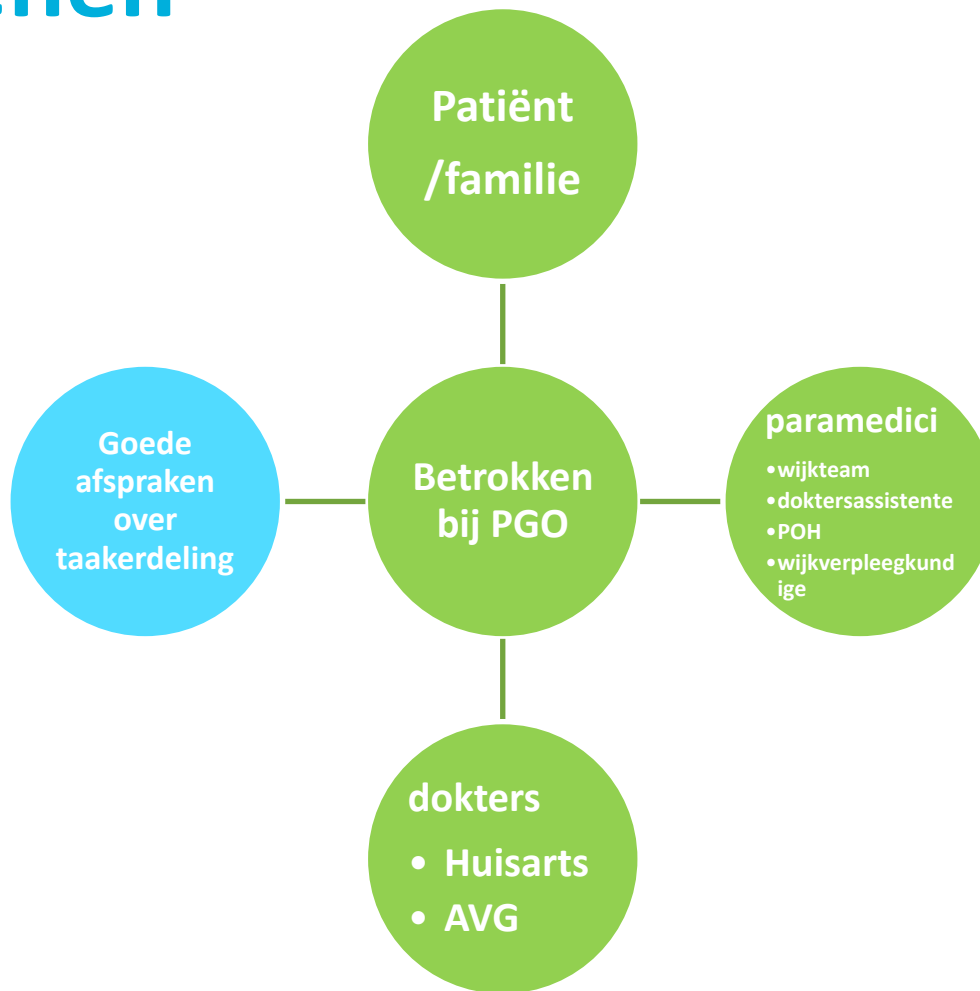 Patiënt
/familie
Goede
afspraken
over
taakerdeling
Betrokken
bij PGO
paramedici
•wijkteam
•doktersassistente
•POH
•wijkverpleegkund
ige
dokters
• Huisarts
• AVG